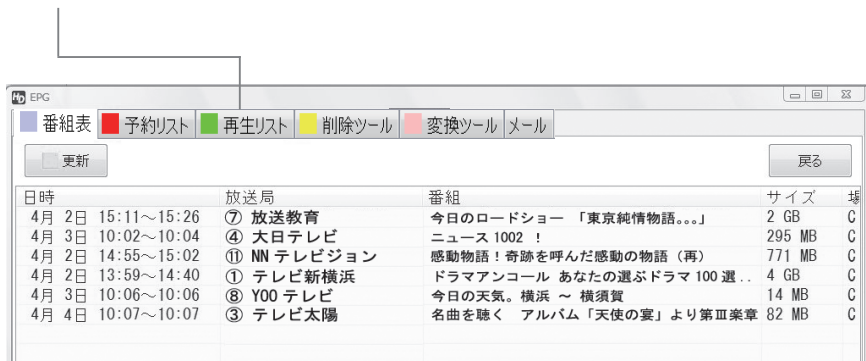 HD EPG
番組表 予約リスト 再生リスト 削除ツール 変換ツール メール
更新 戻る
日時 放送局 番組 サイズ 場
4月 2日 15:11～15:26 ⑦ 放送教育 今日のロードショー 「東京純情物語｡｡｡」 2 GB C
4月 3日 10:02～10:04 ④ 大日テレビ ニュース 1002 ！ 295 MB C
4月 2日 14:55～15:02 ⑪ NN テレビジョン 感動物語！奇跡を呼んだ感動の物語（再） 771 MB C
4月 2日 13:59～14:40 ① テレビ新横浜 ドラマアンコール あなたの選ぶドラマ 100 選．． 4 GB C
4月 3日 10:06～10:06 ⑧ YOO テレビ 今日の天気。横浜 ～ 横須賀 14 MB C
4月 4日 10:07～10:07 ③ テレビ太陽 名曲を聴く　アルバム「天使の宴」より第Ⅲ楽章 82 MB C